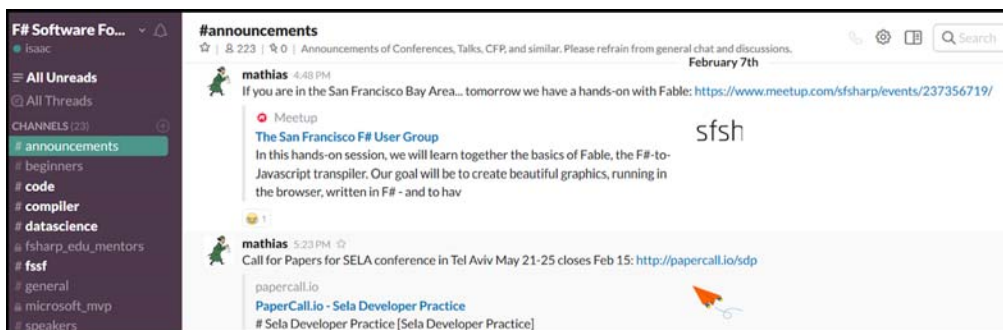 F# Software Fo...
isaac
All Unreads
All Threads
CHANNELS (23)
# announcements
# beginners
# code
# compiler
# datascience
fsharp_edu_mentors
# fssf
# general
microsoft_mvp
# speakers
#announcements
223 | 0 | Announcements of Conferences, Talks, CFP, and similar. Please refrain from general chat and discussions.
Search
February 7th
mathias 4:48 PM
If you are in the San Francisco Bay Area... tomorrow we have a hands-on with Fable: https://www.meetup.com/sfsharp/events/237356719/
Meetup
The San Francisco F# User Group
In this hands-on session, we will learn together the basics of Fable, the F#-to-
Javascript transpiler. Our goal will be to create beautiful graphics, running in
the browser, written in F# - and to hav
sfsh
1
mathias 5:23 PM
Call for Papers for SELA conference in Tel Aviv May 21-25 closes Feb 15: http://papercall.io/sdp
papercall.io
PaperCall.io - Sela Developer Practice
# Sela Developer Practice [Sela Developer Practice]